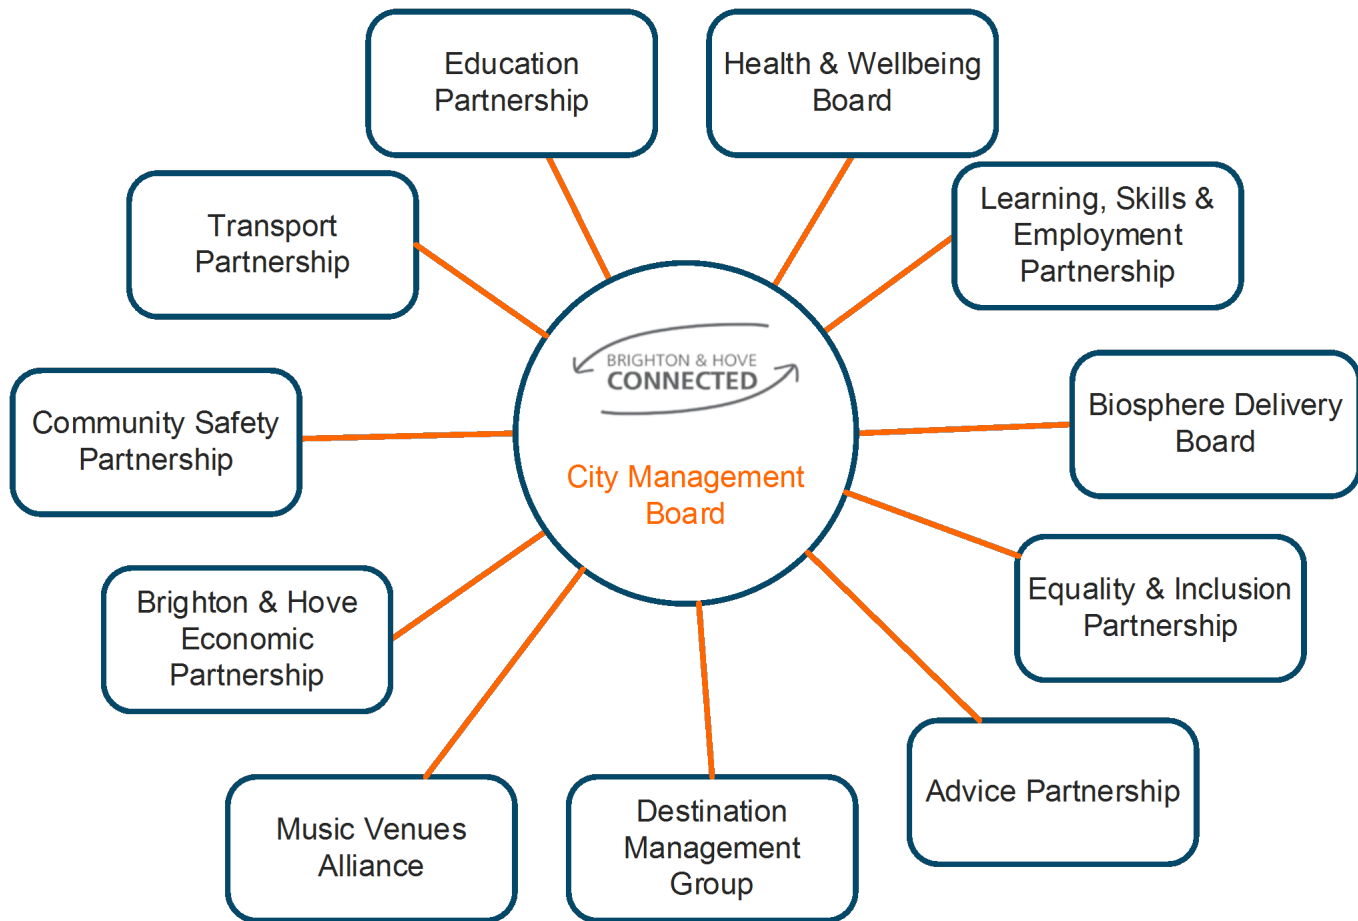 Education
Partnership
Health & Wellbeing
Board
Transport
Partnership
Learning, Skills &
Employment
Partnership
BRIGHTON & HOVE
CONNECTED
City Management
Board
Community Safety
Partnership
Biosphere Delivery
Board
Brighton & Hove
Economic
Partnership
Equality & Inclusion
Partnership
Music Venues
Alliance
Destination
Management
Group
Advice Partnership